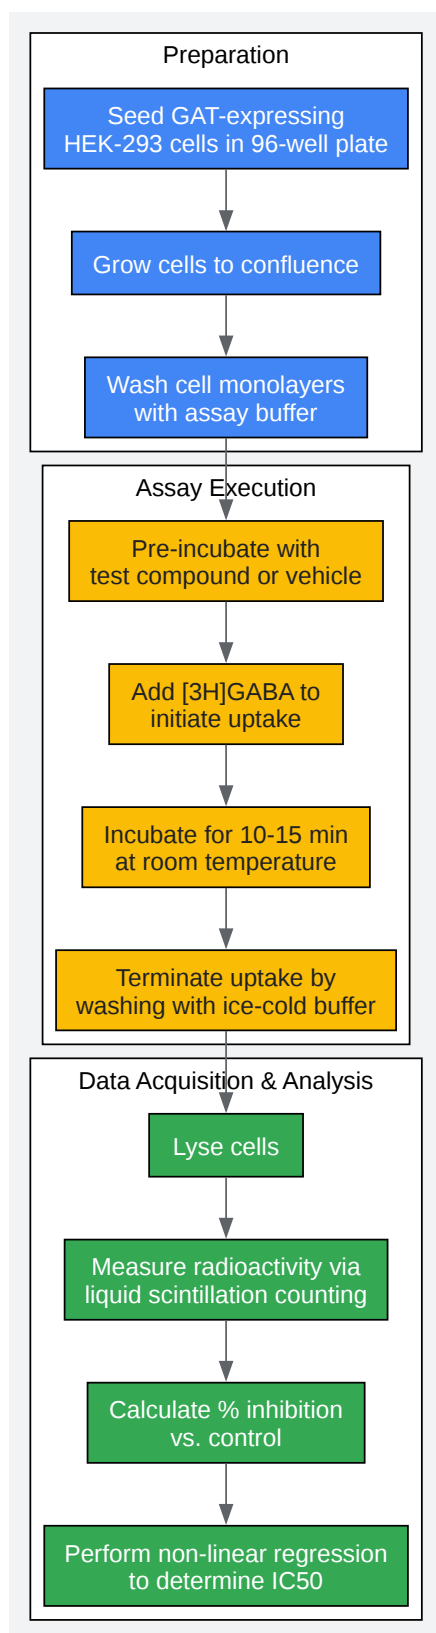 Preparation
Seed GAT-expressing
HEK-293 cells in 96-well plate
Grow cells to confluence
Wash cell monolayers
with assay buffer
Assay Execution
Pre-incubate with
test compound or vehicle
Add [3H]GABA to
initiate uptake
Incubate for 10-15 min
at room temperature
Terminate uptake by
washing with ice-cold buffer
Data Acquisition & Analysis
Lyse cells
Measure radioactivity via
liquid scintillation counting
Calculate % inhibition
vs. control
Perform non-linear regression
to determine IC50